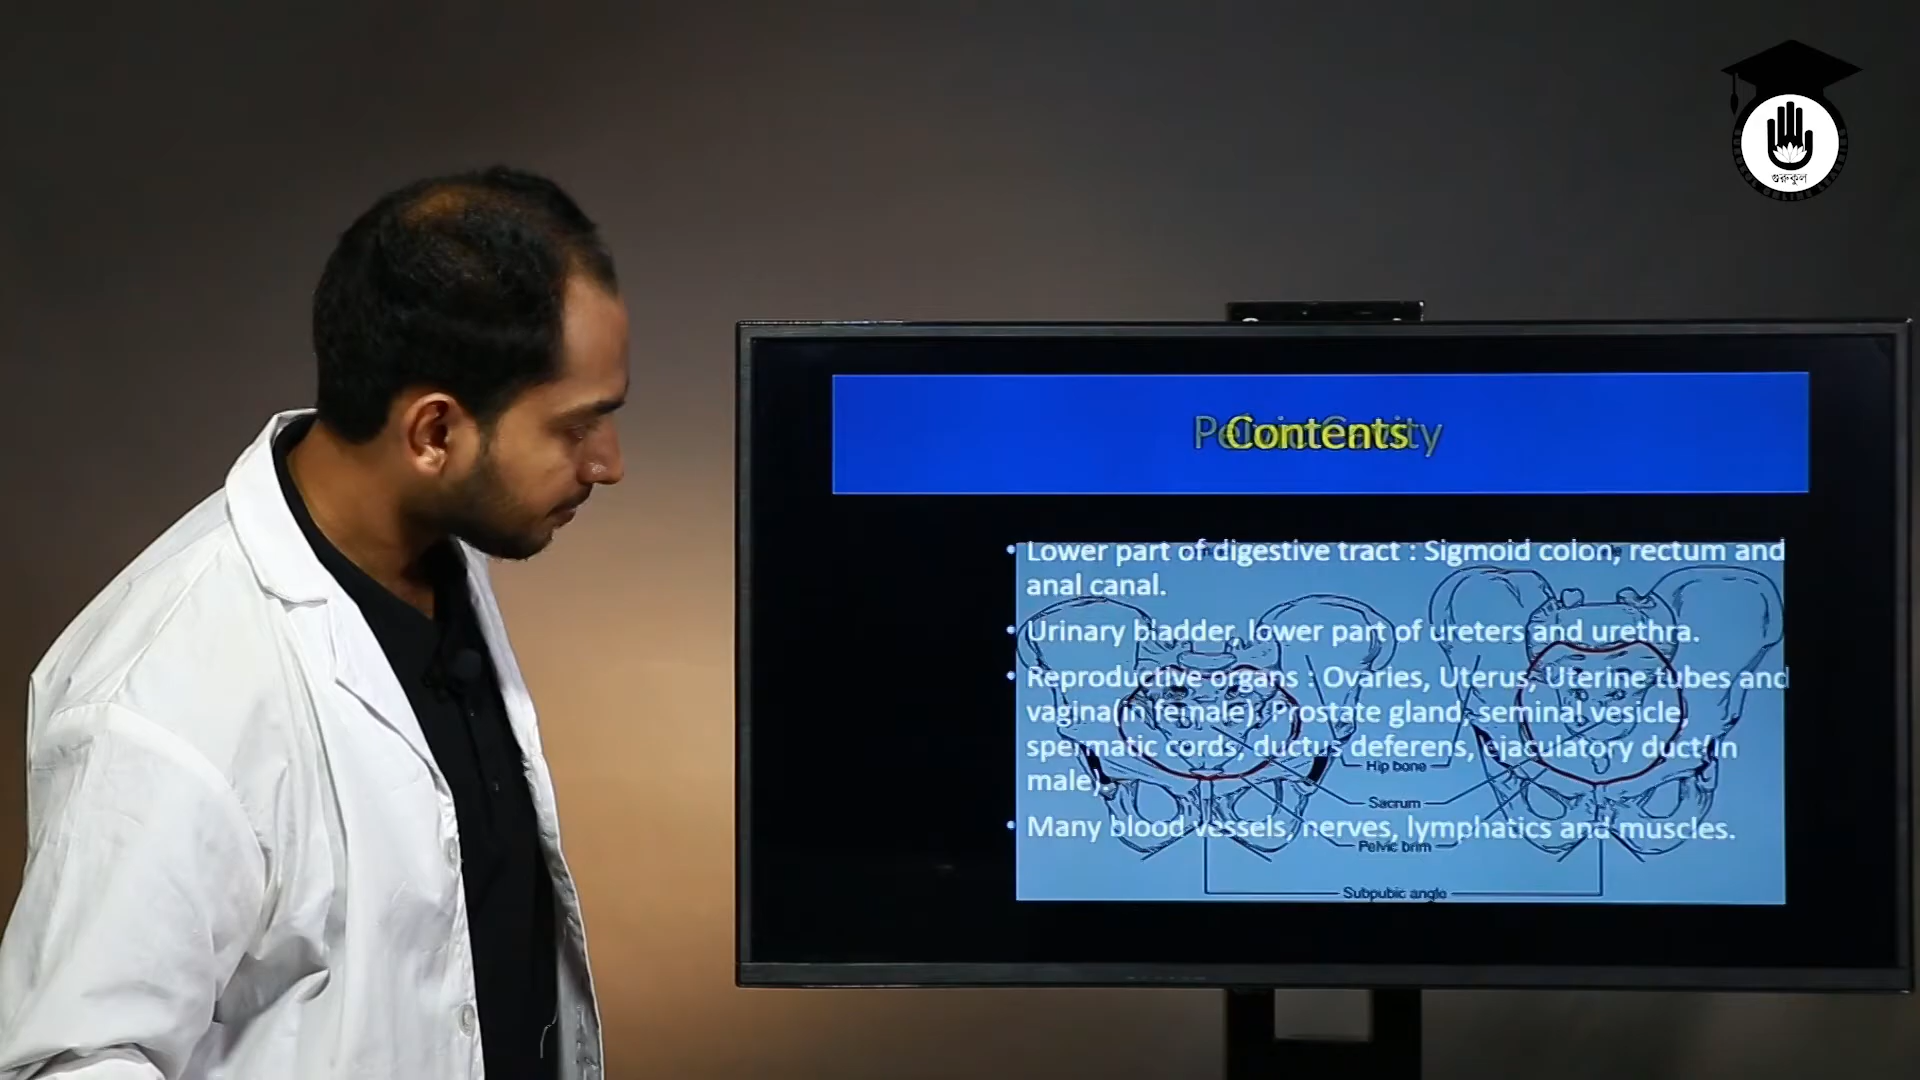 গুরুকুল
Pelvic Cavity
Contents
• Lower part of digestive tract : Sigmoid colon, rectum and
anal canal.
• Urinary bladder, lower part of ureters and urethra.
• Reproductive organs : Ovaries, Uterus, Uterine tubes and
vagina(in female). Prostate gland, seminal vesicle,
spermatic cords, ductus deferens, ejaculatory duct(in
male).
• Many blood vessels, nerves, lymphatics and muscles.
Hip bone
Sacrum
Pelvic brim
Subpubic angle